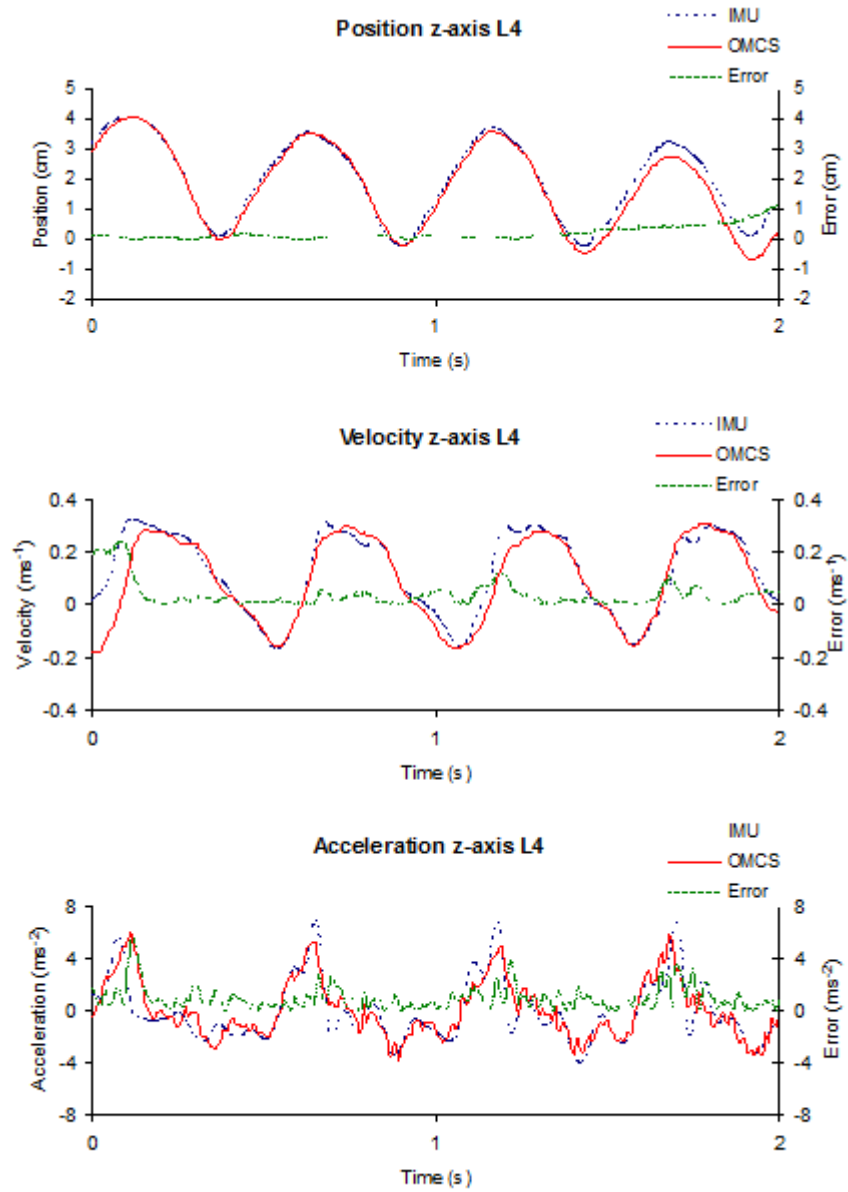 Position z-axis L4
IMU
OMCS
Error
5
4
3
2
1
0
-1
-2
Position (cm)
5
4
3
2
1
0
-1
-2
Error (cm)
0
1
2
Time (s)
Velocity z-axis L4
IMU
OMCS
Error
0.4
0.2
0
-0.2
-0.4
Velocity (ms⁻¹)
0.4
0.2
0
-0.2
-0.4
Error (ms⁻¹)
0
1
2
Time (s )
Acceleration z-axis L4
IMU
OMCS
Error
8
4
0
-4
-8
Acceleration (ms⁻²)
8
4
0
-4
-8
Error (ms⁻²)
0
1
2
Time (s )